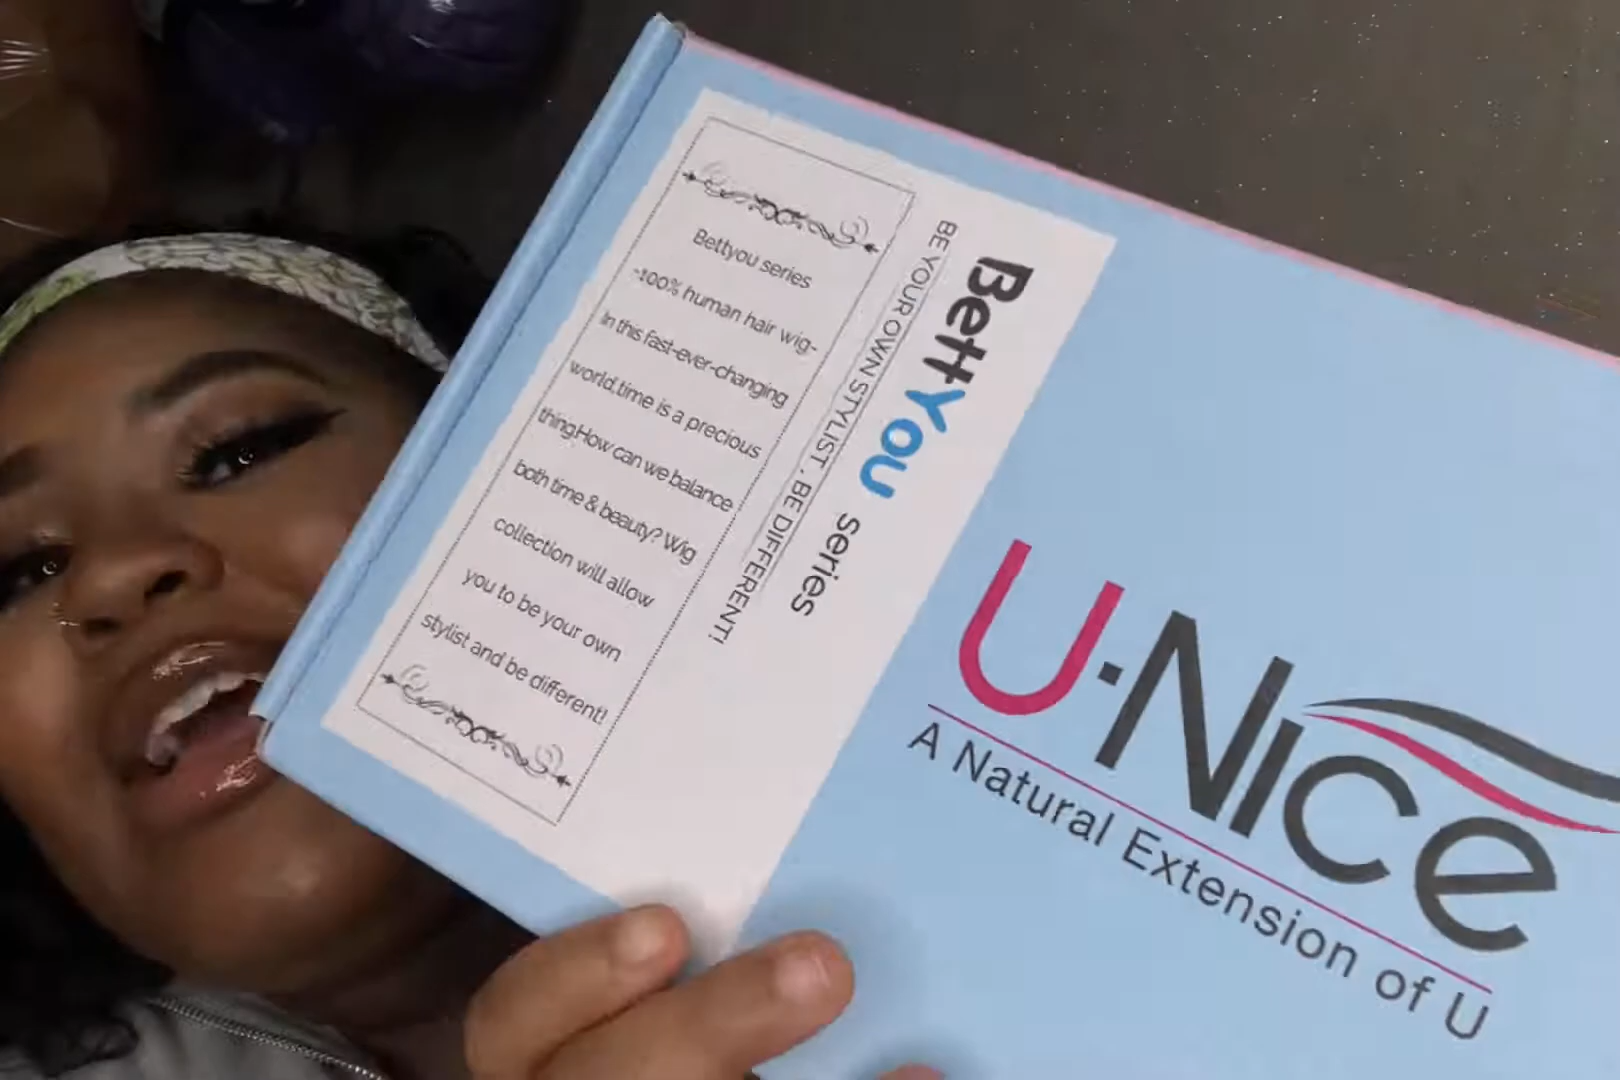 Bettyou series
-100% human hair wig-
In this fast-ever-changing
world,time is a precious
thing.How can we balance
both time & beauty? Wig
collection will allow
you to be your own
stylist and be different!
BE YOUR OWN STYLIST, BE DIFFERENT!
BettYou series
U·Nice
A Natural Extension of U